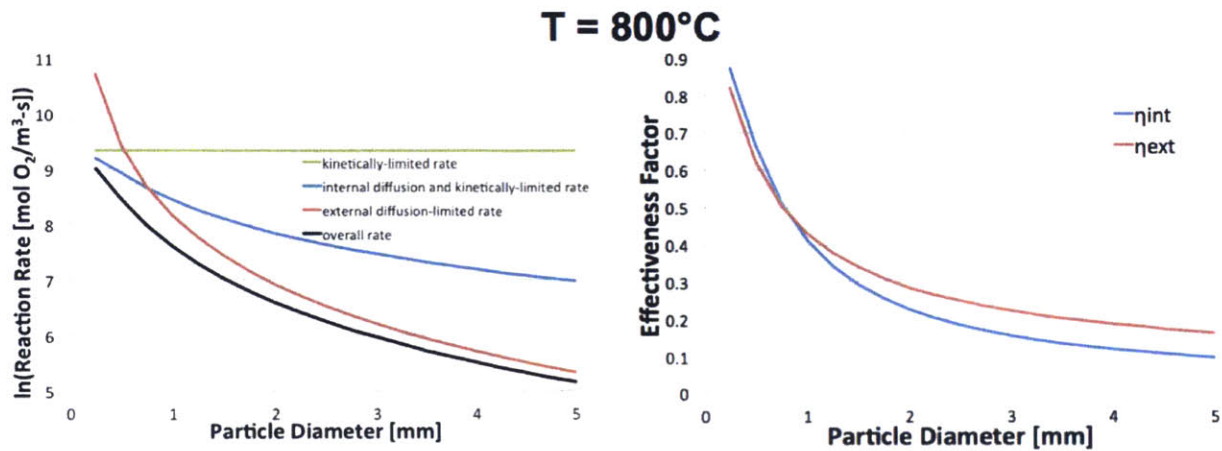 T = 800°C
ln(Reaction Rate [mol O₂/m³-s])
11
10
9
8
7
6
5
0
1
2
3
4
5
Particle Diameter [mm]
kinetically-limited rate
internal diffusion and kinetically-limited rate
external diffusion-limited rate
overall rate
Effectiveness Factor
0.9
0.8
0.7
0.6
0.5
0.4
0.3
0.2
0.1
0
0
1
2
3
4
5
Particle Diameter [mm]
ηint
ηext